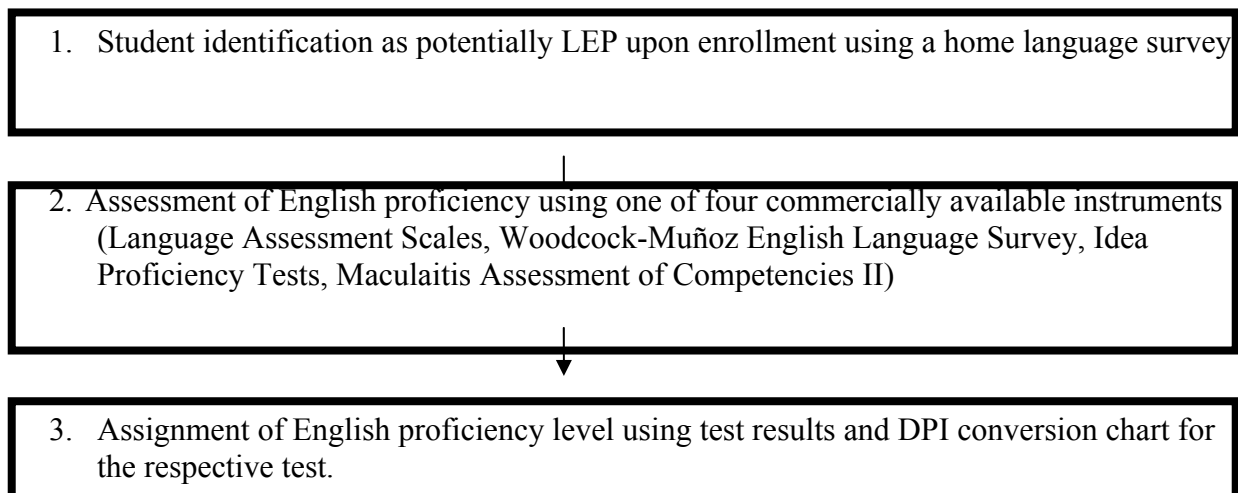 1. Student identification as potentially LEP upon enrollment using a home language survey
2. Assessment of English proficiency using one of four commercially available instruments
(Language Assessment Scales, Woodcock-Muñoz English Language Survey, Idea
Proficiency Tests, Maculaitis Assessment of Competencies II)
3. Assignment of English proficiency level using test results and DPI conversion chart for
the respective test.